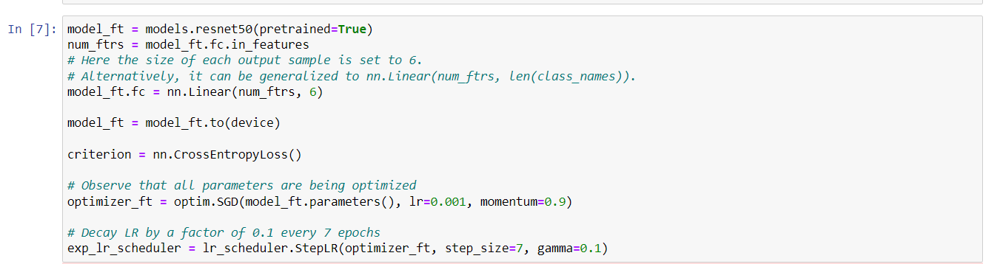 In [7]: model_ft = models.resnet50(pretrained=True)
num_ftrs = model_ft.fc.in_features
# Here the size of each output sample is set to 6.
# Alternatively, it can be generalized to nn.Linear(num_ftrs, len(class_names)).
model_ft.fc = nn.Linear(num_ftrs, 6)
model_ft = model_ft.to(device)
criterion = nn.CrossEntropyLoss()
# Observe that all parameters are being optimized
optimizer_ft = optim.SGD(model_ft.parameters(), lr=0.001, momentum=0.9)
# Decay LR by a factor of 0.1 every 7 epochs
exp_lr_scheduler = lr_scheduler.StepLR(optimizer_ft, step_size=7, gamma=0.1)